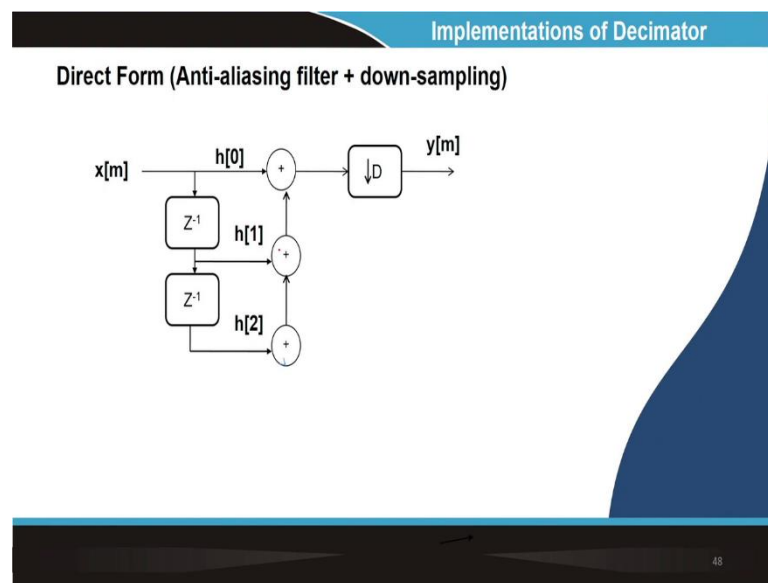 Implementations of Decimator
Direct Form (Anti-aliasing filter + down-sampling)
x[m] h[0] + ↓D y[m]
Z-1
h[1] +
Z-1
h[2] +
48